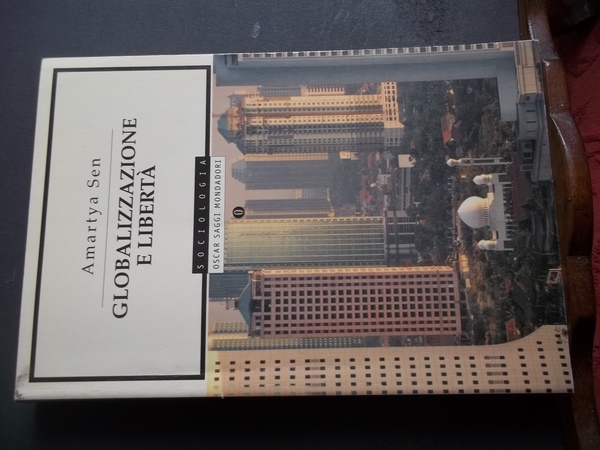 Amartya Sen
GLOBALIZZAZIONE
E LIBERTÀ
SOCIOLOGIA
OSCAR SAGGI MONDADORI